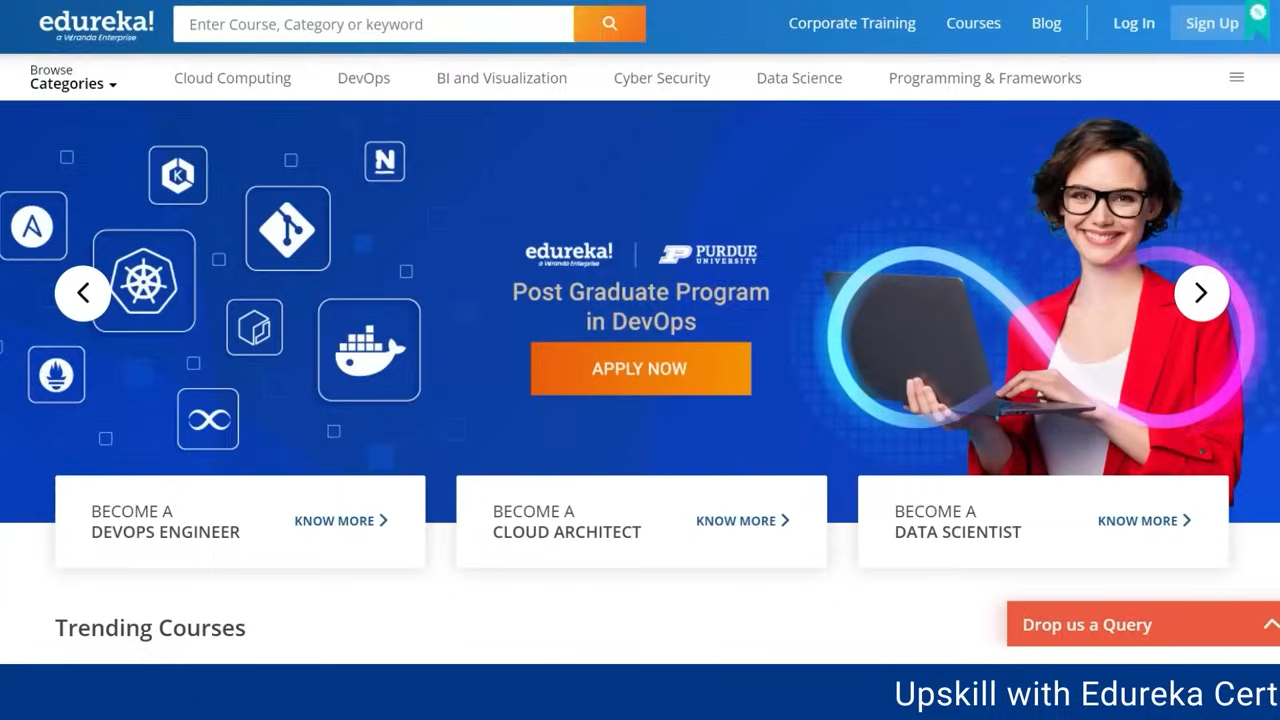 edureka!
a Veranda Enterprise
Enter Course, Category or keyword
Corporate Training
Courses
Blog
Log In
Sign Up
Browse
Categories
Cloud Computing
DevOps
BI and Visualization
Cyber Security
Data Science
Programming & Frameworks
edureka!
a Veranda Enterprise
PURDUE
UNIVERSITY
Post Graduate Program
in DevOps
APPLY NOW
BECOME A
DEVOPS ENGINEER
KNOW MORE
BECOME A
CLOUD ARCHITECT
KNOW MORE
BECOME A
DATA SCIENTIST
KNOW MORE
Trending Courses
Drop us a Query
Upskill with Edureka Cert